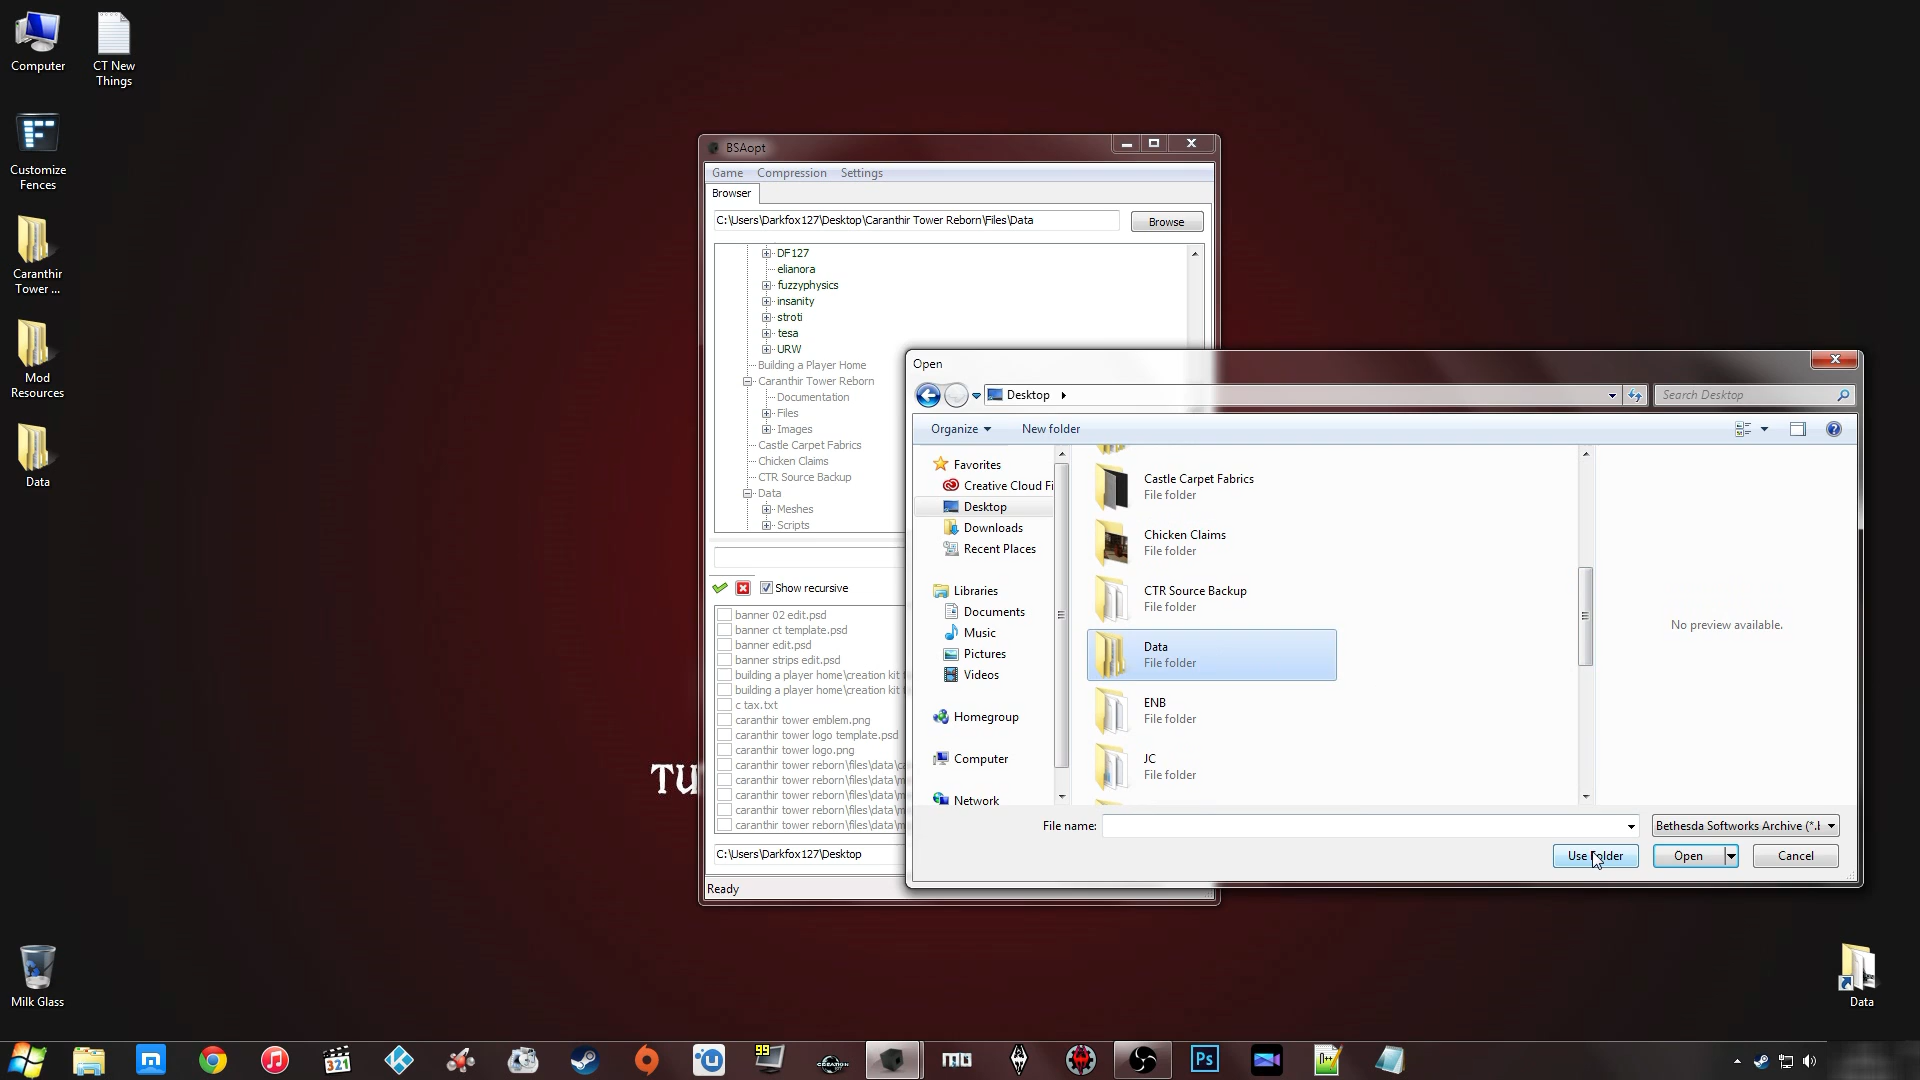 Computer
CT New
Things
Customize
Fences
Caranthir
Tower ...
Mod
Resources
Data
Milk Glass
Data
TU
BSAopt
Game Compression Settings
Browser
C:\Users\Darkfox127\Desktop\Caranthir Tower Reborn\Files\Data
Browse
DF127
elianora
fuzzyphysics
insanity
stroti
tesa
URW
Building a Player Home
Caranthir Tower Reborn
Documentation
Files
Images
Castle Carpet Fabrics
Chicken Claims
CTR Source Backup
Data
Meshes
Scripts
Show recursive
banner 02 edit.psd
banner ct template.psd
banner edit.psd
banner strips edit.psd
building a player home\creation kit
building a player home\creation kit
c tax.txt
caranthir tower emblem.png
caranthir tower logo template.psd
caranthir tower logo.png
caranthir tower reborn\files\data\c
caranthir tower reborn\files\data\m
caranthir tower reborn\files\data\m
caranthir tower reborn\files\data\m
caranthir tower reborn\files\data\m
C:\Users\Darkfox127\Desktop
Ready
Open
Desktop
Search Desktop
Organize New folder
Favorites
Creative Cloud Fi
Desktop
Downloads
Recent Places
Libraries
Documents
Music
Pictures
Videos
Homegroup
Computer
Network
Castle Carpet Fabrics
File folder
Chicken Claims
File folder
CTR Source Backup
File folder
Data
File folder
ENB
File folder
JC
File folder
No preview available.
File name:
Bethesda Softworks Archive (*.
Use Folder
Open
Cancel
99
321
Ps